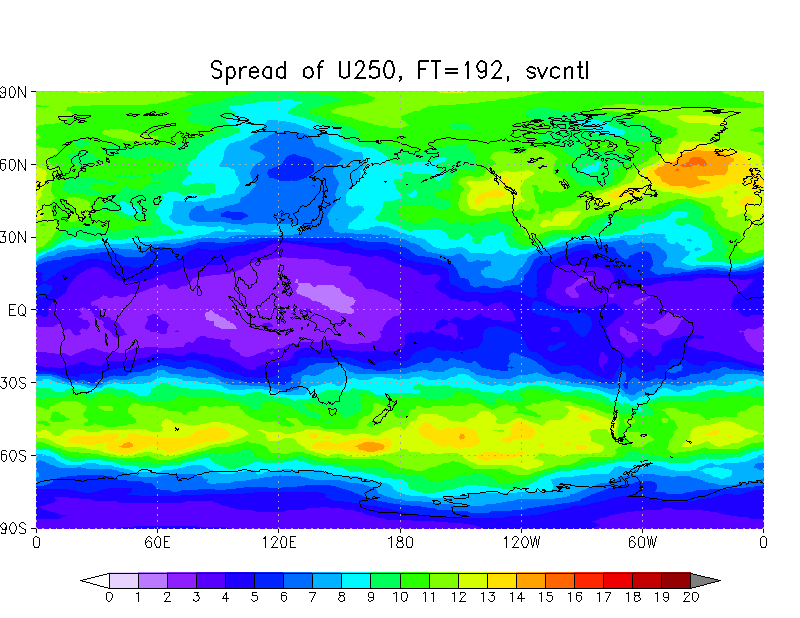 Spread of U250, FT=192, svcntl
90N
60N
30N
EQ
30S
60S
90S
0 60E 120E 180 120W 60W 0
0 1 2 3 4 5 6 7 8 9 10 11 12 13 14 15 16 17 18 19 20